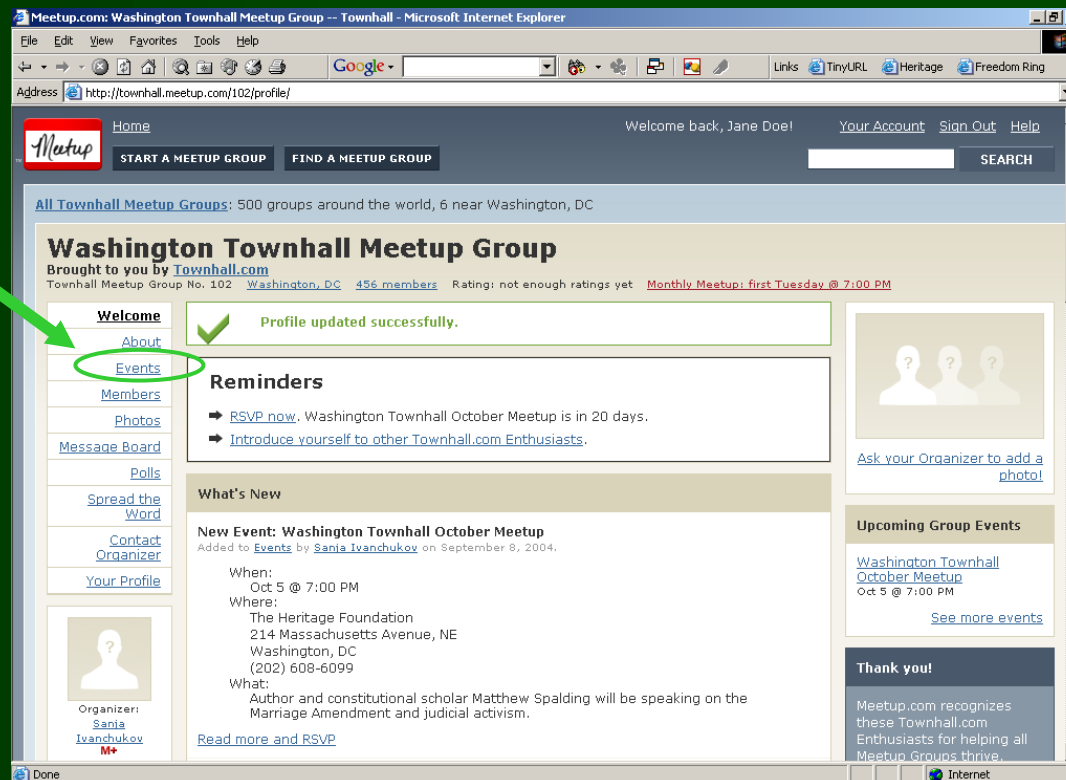 Meetup.com: Washington Townhall Meetup Group -- Townhall - Microsoft Internet Explorer
File Edit View Favorites Tools Help
Google
Links TinyURL Heritage Freedom Ring
Address http://townhall.meetup.com/102/profile/
Meetup
TM
Home
Welcome back, Jane Doe!
Your Account Sign Out Help
START A MEETUP GROUP FIND A MEETUP GROUP
SEARCH
All Townhall Meetup Groups: 500 groups around the world, 6 near Washington, DC
Washington Townhall Meetup Group
Brought to you by Townhall.com
Townhall Meetup Group No. 102 Washington, DC 456 members Rating: not enough ratings yet Monthly Meetup: first Tuesday @ 7:00 PM
Welcome
About
Events
Members
Photos
Message Board
Polls
Spread the
Word
Contact
Organizer
Your Profile
?
Organizer:
Sanja
Ivanchukov
M+
Profile updated successfully.
Reminders
RSVP now. Washington Townhall October Meetup is in 20 days.
Introduce yourself to other Townhall.com Enthusiasts.
What's New
New Event: Washington Townhall October Meetup
Added to Events by Sanja Ivanchukov on September 8, 2004.
When:
Oct 5 @ 7:00 PM
Where:
The Heritage Foundation
214 Massachusetts Avenue, NE
Washington, DC
(202) 608-6099
What:
Author and constitutional scholar Matthew Spalding will be speaking on the
Marriage Amendment and judicial activism.
Read more and RSVP
? ? ?
Ask your Organizer to add a
photo!
Upcoming Group Events
Washington Townhall
October Meetup
Oct 5 @ 7:00 PM
See more events
Thank you!
Meetup.com recognizes
these Townhall.com
Enthusiasts for helping all
Meetup Groups thrive.
Done
Internet